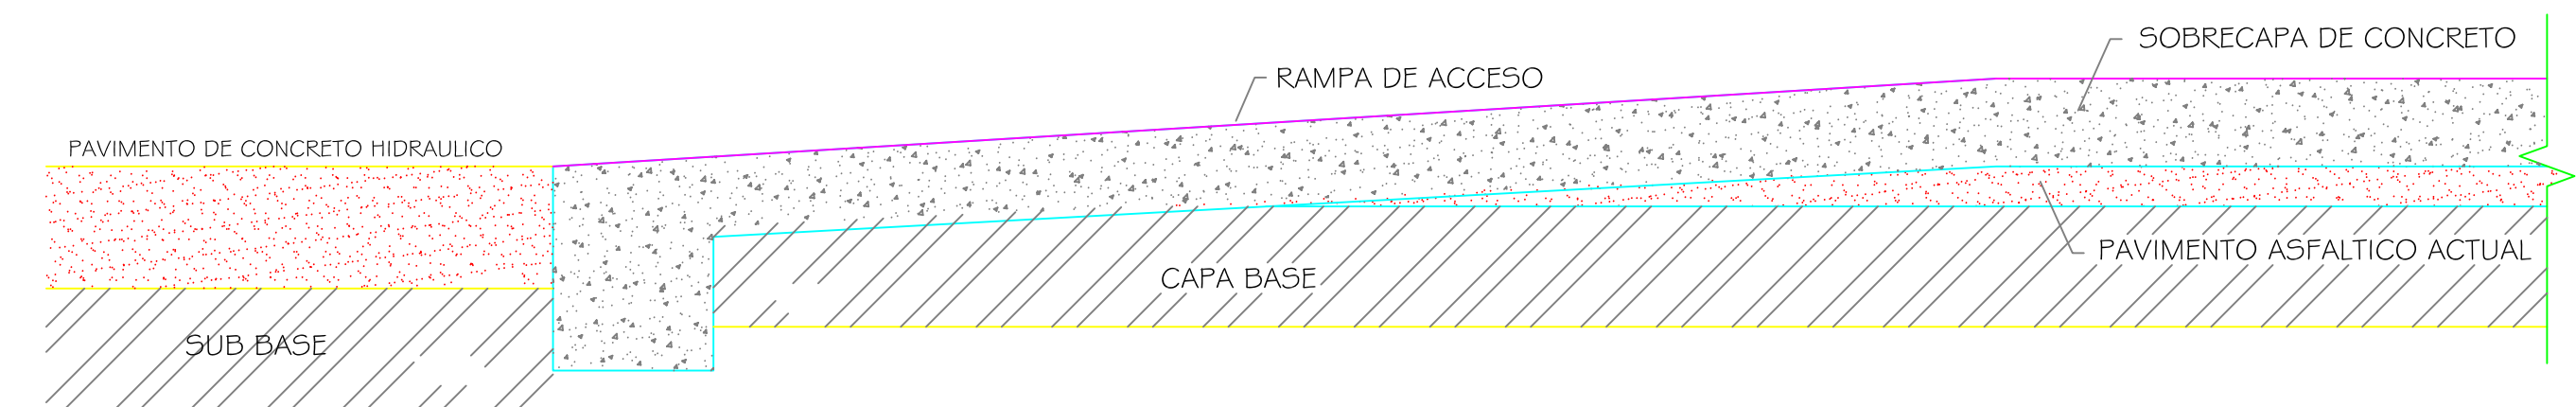 SOBRECAPA DE CONCRETO
RAMPA DE ACCESO
PAVIMENTO DE CONCRETO HIDRAULICO
PAVIMENTO ASFALTICO ACTUAL
CAPA BASE
SUB BASE